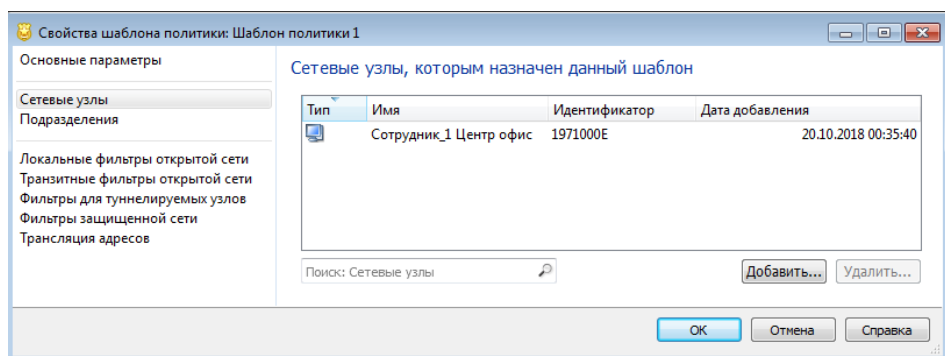 Свойства шаблона политики: Шаблон политики 1
Основные параметры
Сетевые узлы
Подразделения
Локальные фильтры открытой сети
Транзитные фильтры открытой сети
Фильтры для туннелируемых узлов
Фильтры защищенной сети
Трансляция адресов
Сетевые узлы, которым назначен данный шаблон
Тип Имя Идентификатор Дата добавления
Сотрудник_1 Центр офис 1971000E 20.10.2018 00:35:40
Поиск: Сетевые узлы
Добавить... Удалить...
OK Отмена Справка